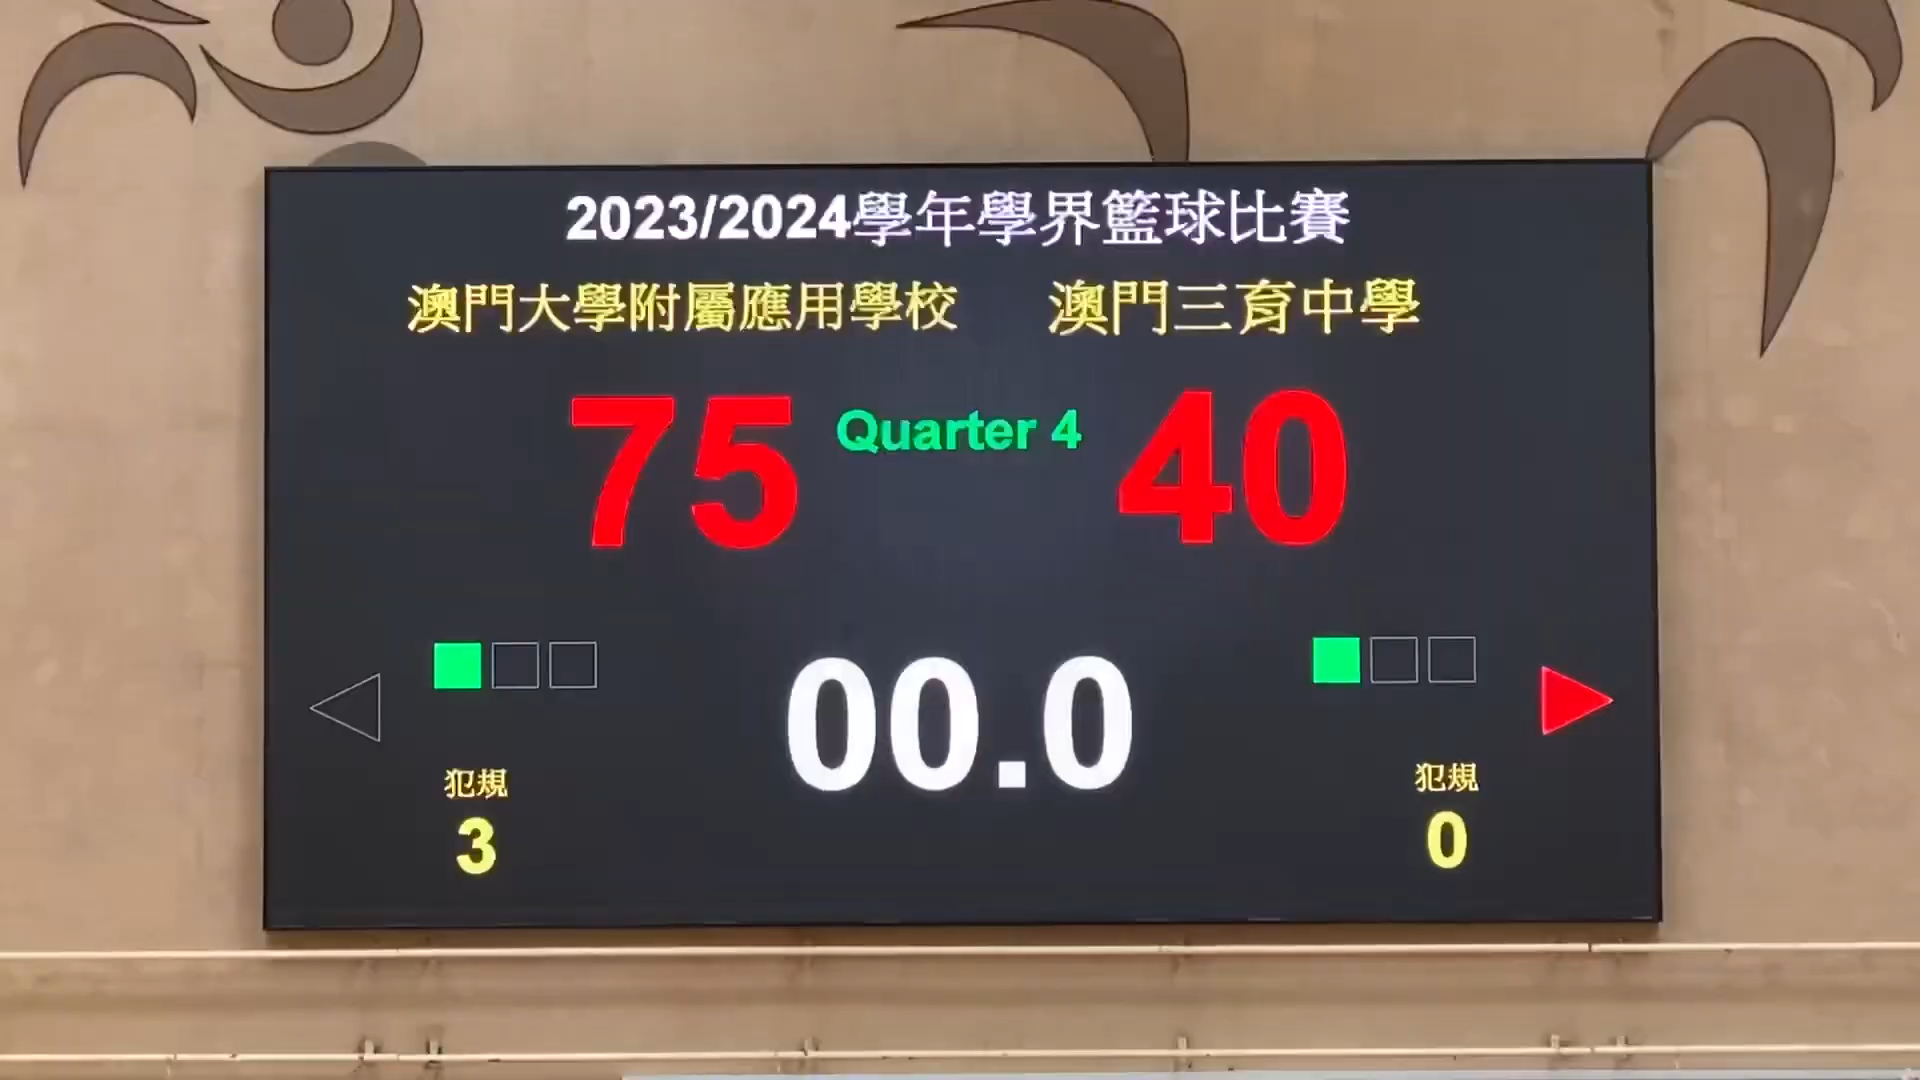 2023/2024學年學界籃球比賽
澳門大學附屬應用學校 澳門三育中學
75 Quarter 4 40
00.0
犯規 犯規
3 0